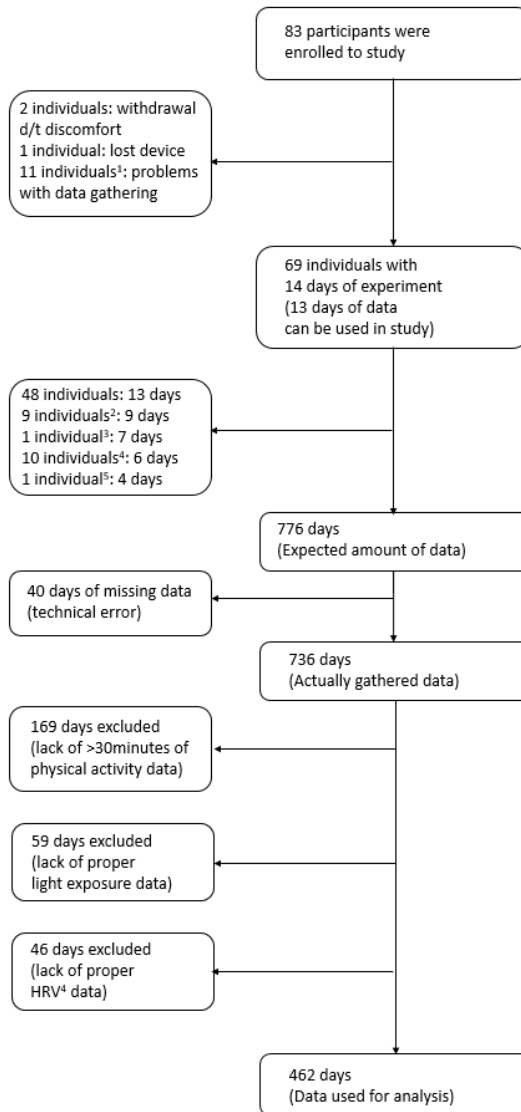 83 participants were
enrolled to study
2 individuals: withdrawal
d/t discomfort
1 individual: lost device
11 individuals¹: problems
with data gathering
69 individuals with
14 days of experiment
(13 days of data
can be used in study)
48 individuals: 13 days
9 individuals²: 9 days
1 individual³: 7 days
10 individuals⁴: 6 days
1 individual⁵: 4 days
776 days
(Expected amount of data)
40 days of missing data
(technical error)
736 days
(Actually gathered data)
169 days excluded
(lack of >30minutes of
physical activity data)
59 days excluded
(lack of proper
light exposure data)
46 days excluded
(lack of proper
HRV⁴ data)
462 days
(Data used for analysis)